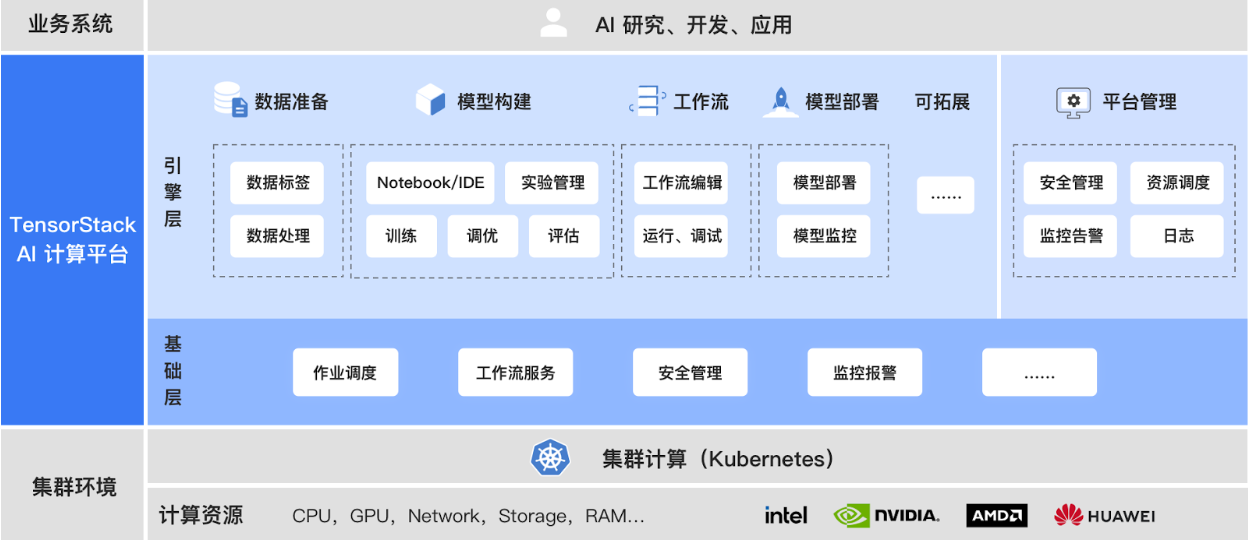 业务系统
AI 研究、开发、应用
TensorStack
AI 计算平台
引擎层
数据准备
数据标签
数据处理
模型构建
Notebook/IDE
实验管理
训练
调优
评估
工作流
工作流编辑
运行、调试
模型部署
模型部署
模型监控
可拓展
......
平台管理
安全管理
资源调度
监控告警
日志
基础层
作业调度
工作流服务
安全管理
监控报警
......
集群环境
集群计算（Kubernetes）
计算资源
CPU，GPU，Network，Storage，RAM...
intel
NVIDIA.
AMD
HUAWEI